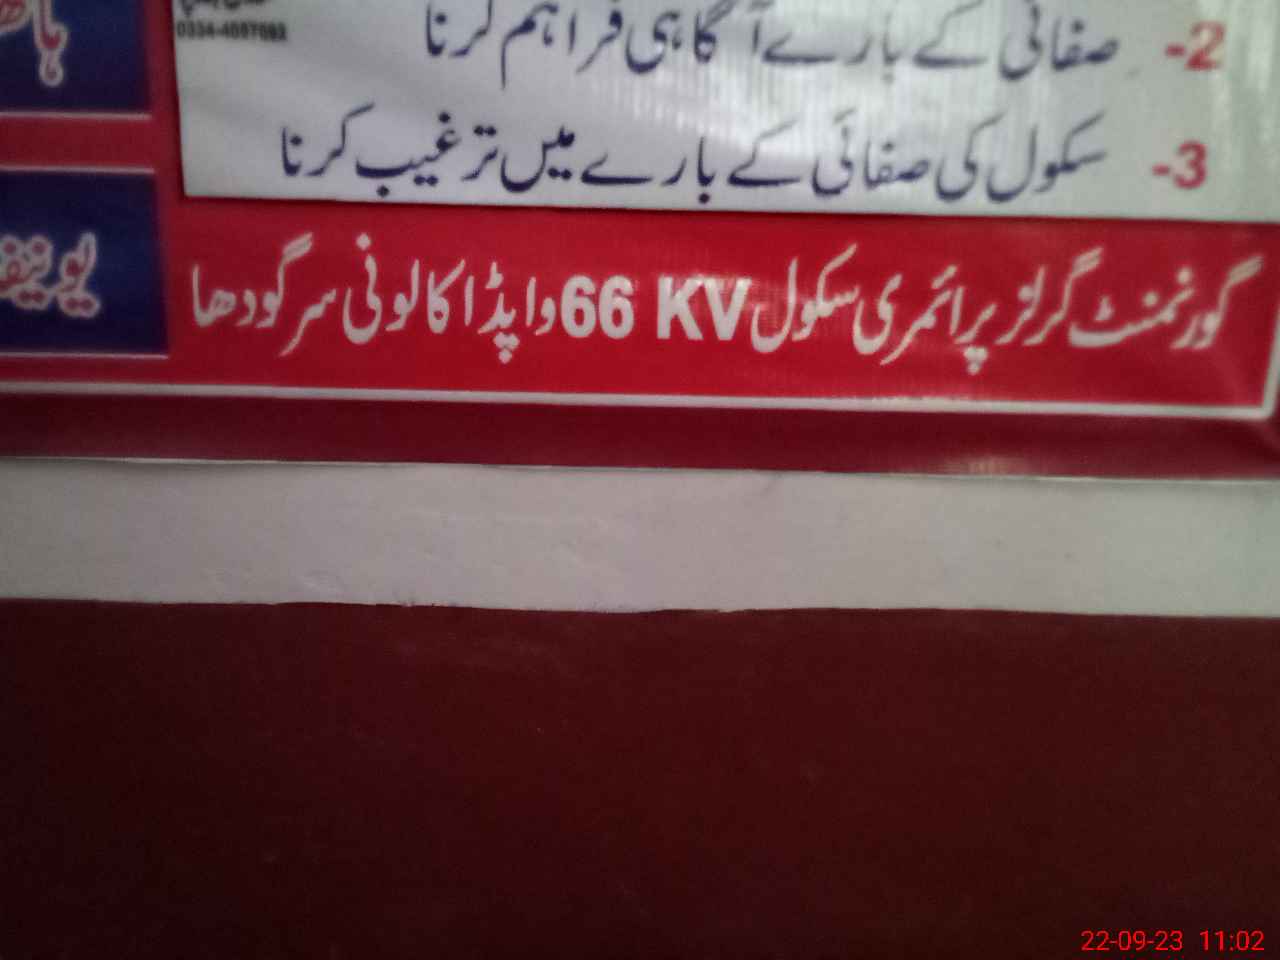 2- صفائی کے بارے آگاہی فراہم کرنا
3- سکول کی صفائی کے بارے میں ترغیب کرنا
گورنمنٹ گرلز پرائمری سکول 66 KV واپڈا کالونی سرگودھا
22-09-23 11:02